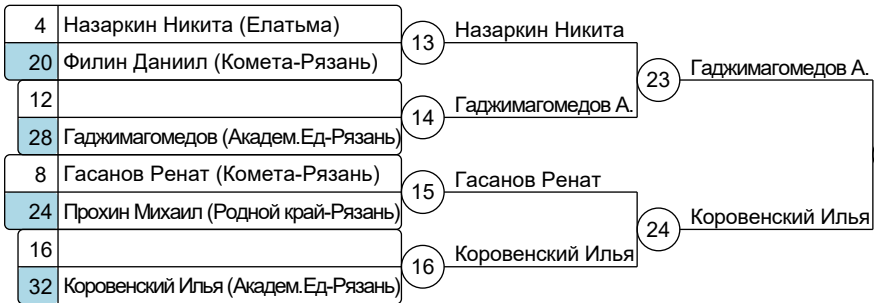 4 Назаркин Никита (Елатьма)
20 Филин Даниил (Комета-Рязань)
13 Назаркин Никита
12
28 Гаджимагомедов (Академ.Ед-Рязань)
14 Гаджимагомедов А.
23 Гаджимагомедов А.
8 Гасанов Ренат (Комета-Рязань)
24 Прохин Михаил (Родной край-Рязань)
15 Гасанов Ренат
16
32 Коровенский Илья (Академ.Ед-Рязань)
16 Коровенский Илья
24 Коровенский Илья